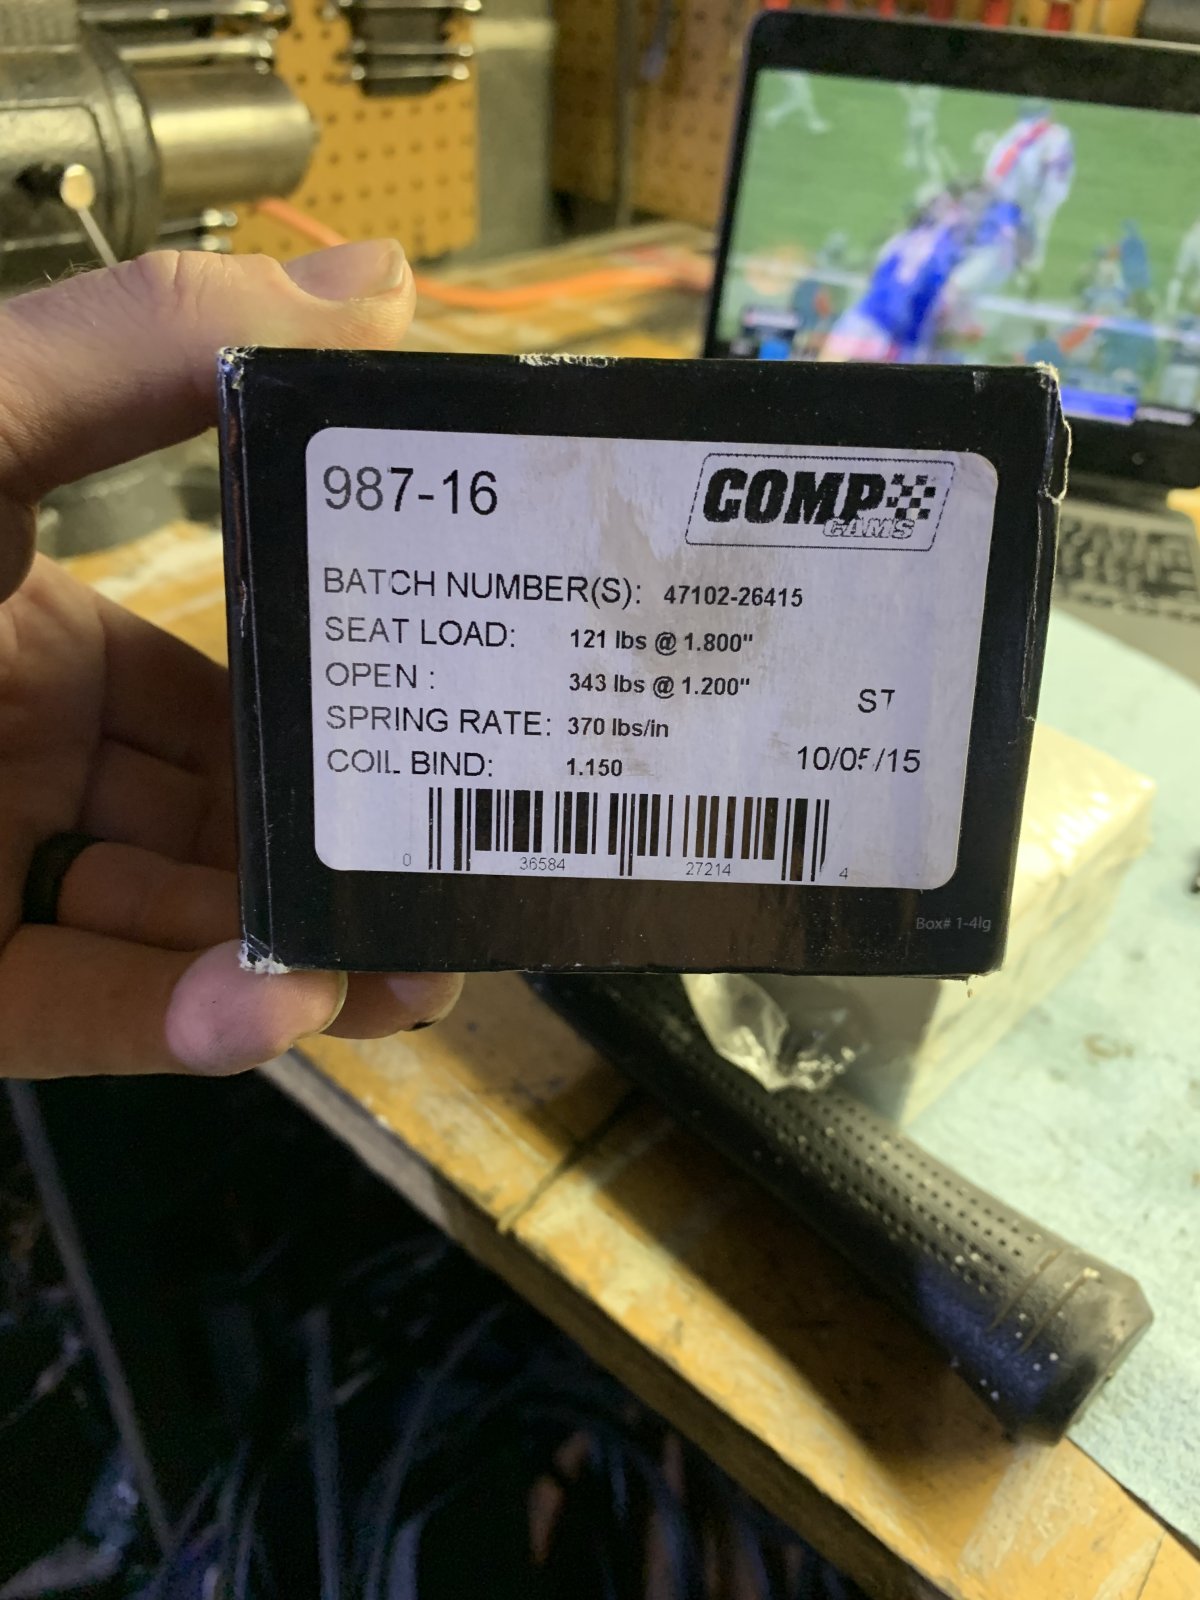 987-16
COMP
CAMS
BATCH NUMBER(S): 47102-26415
SEAT LOAD: 121 lbs @ 1.800"
OPEN : 343 lbs @ 1.200"
ST
SPRING RATE: 370 lbs/in
COIL BIND: 1.150
10/05/15
0 36584 27214 4
Box# 1-4lg